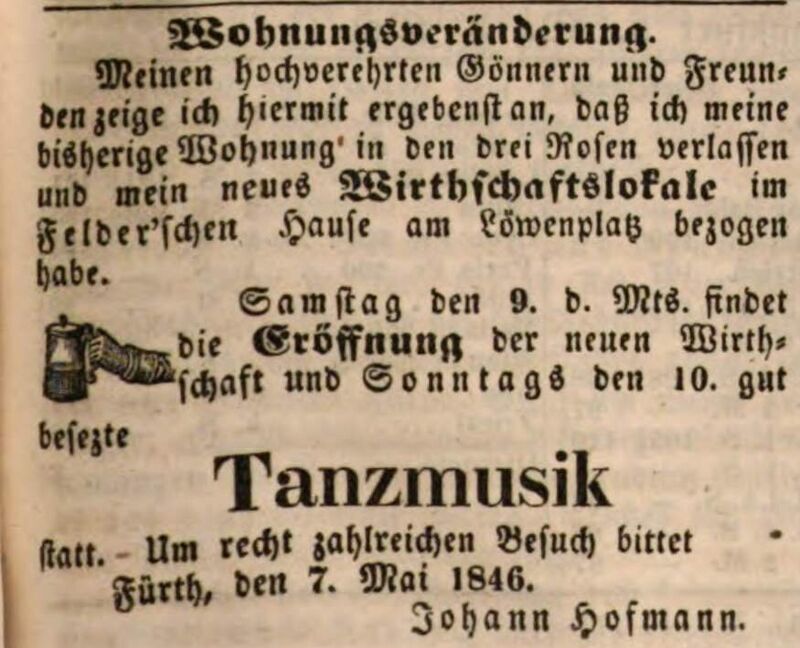 Wohnungsveränderung.
Meinen hochverehrten Gönnern und Freun-
den zeige ich hiermit ergebenst an, daß ich meine
bisherige Wohnung in den drei Rosen verlassen
und mein neues Wirthschaftslokale im
Felder'schen Hause am Löwenplatz bezogen
habe.
Samstag den 9. d. Mts. findet
die Eröffnung der neuen Wirth-
schaft und Sonntags den 10. gut
besezte
Tanzmusik
statt. - Um recht zahlreichen Besuch bittet
Fürth, den 7. Mai 1846.
Johann Hofmann.